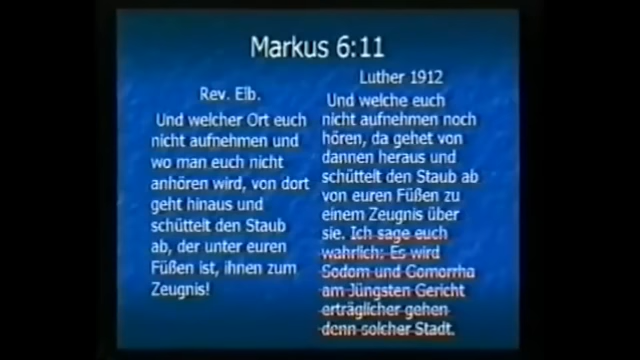 Markus 6:11
Rev. Elb.
Und welcher Ort euch
nicht aufnehmen und
wo man euch nicht
anhören wird, von dort
geht hinaus und
schüttelt den Staub
ab, der unter euren
Füßen ist, ihnen zum
Zeugnis!
Luther 1912
Und welche euch
nicht aufnehmen noch
hören, da gehet von
dannen heraus und
schüttelt den Staub ab
von euren Füßen zu
einem Zeugnis über
sie. Ich sage euch
wahrlich: Es wird
Sodom und Gomorrha
am Jüngsten Gericht
erträglicher gehen
denn solcher Stadt.